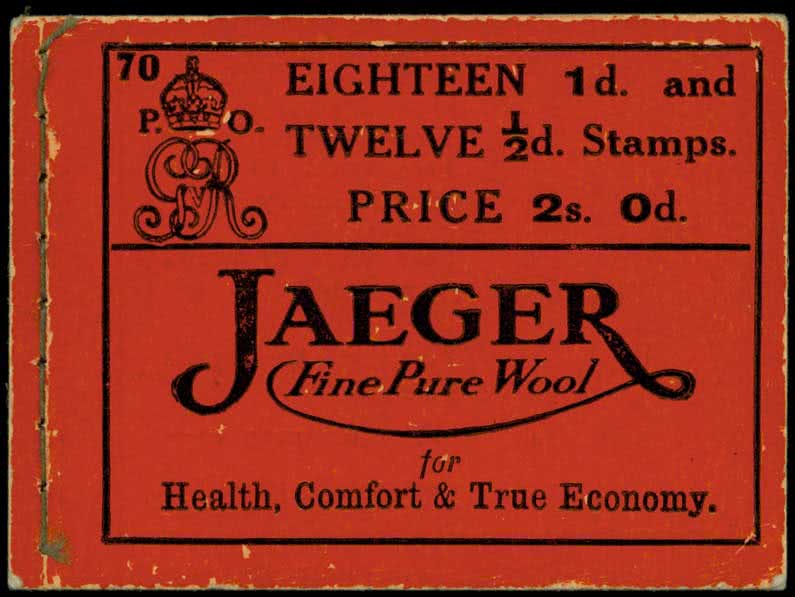 70
EIGHTEEN 1d. and
P. O.
TWELVE ½d. Stamps.
GRV
PRICE 2s. 0d.
JAEGER
Fine Pure Wool
for
Health, Comfort & True Economy.